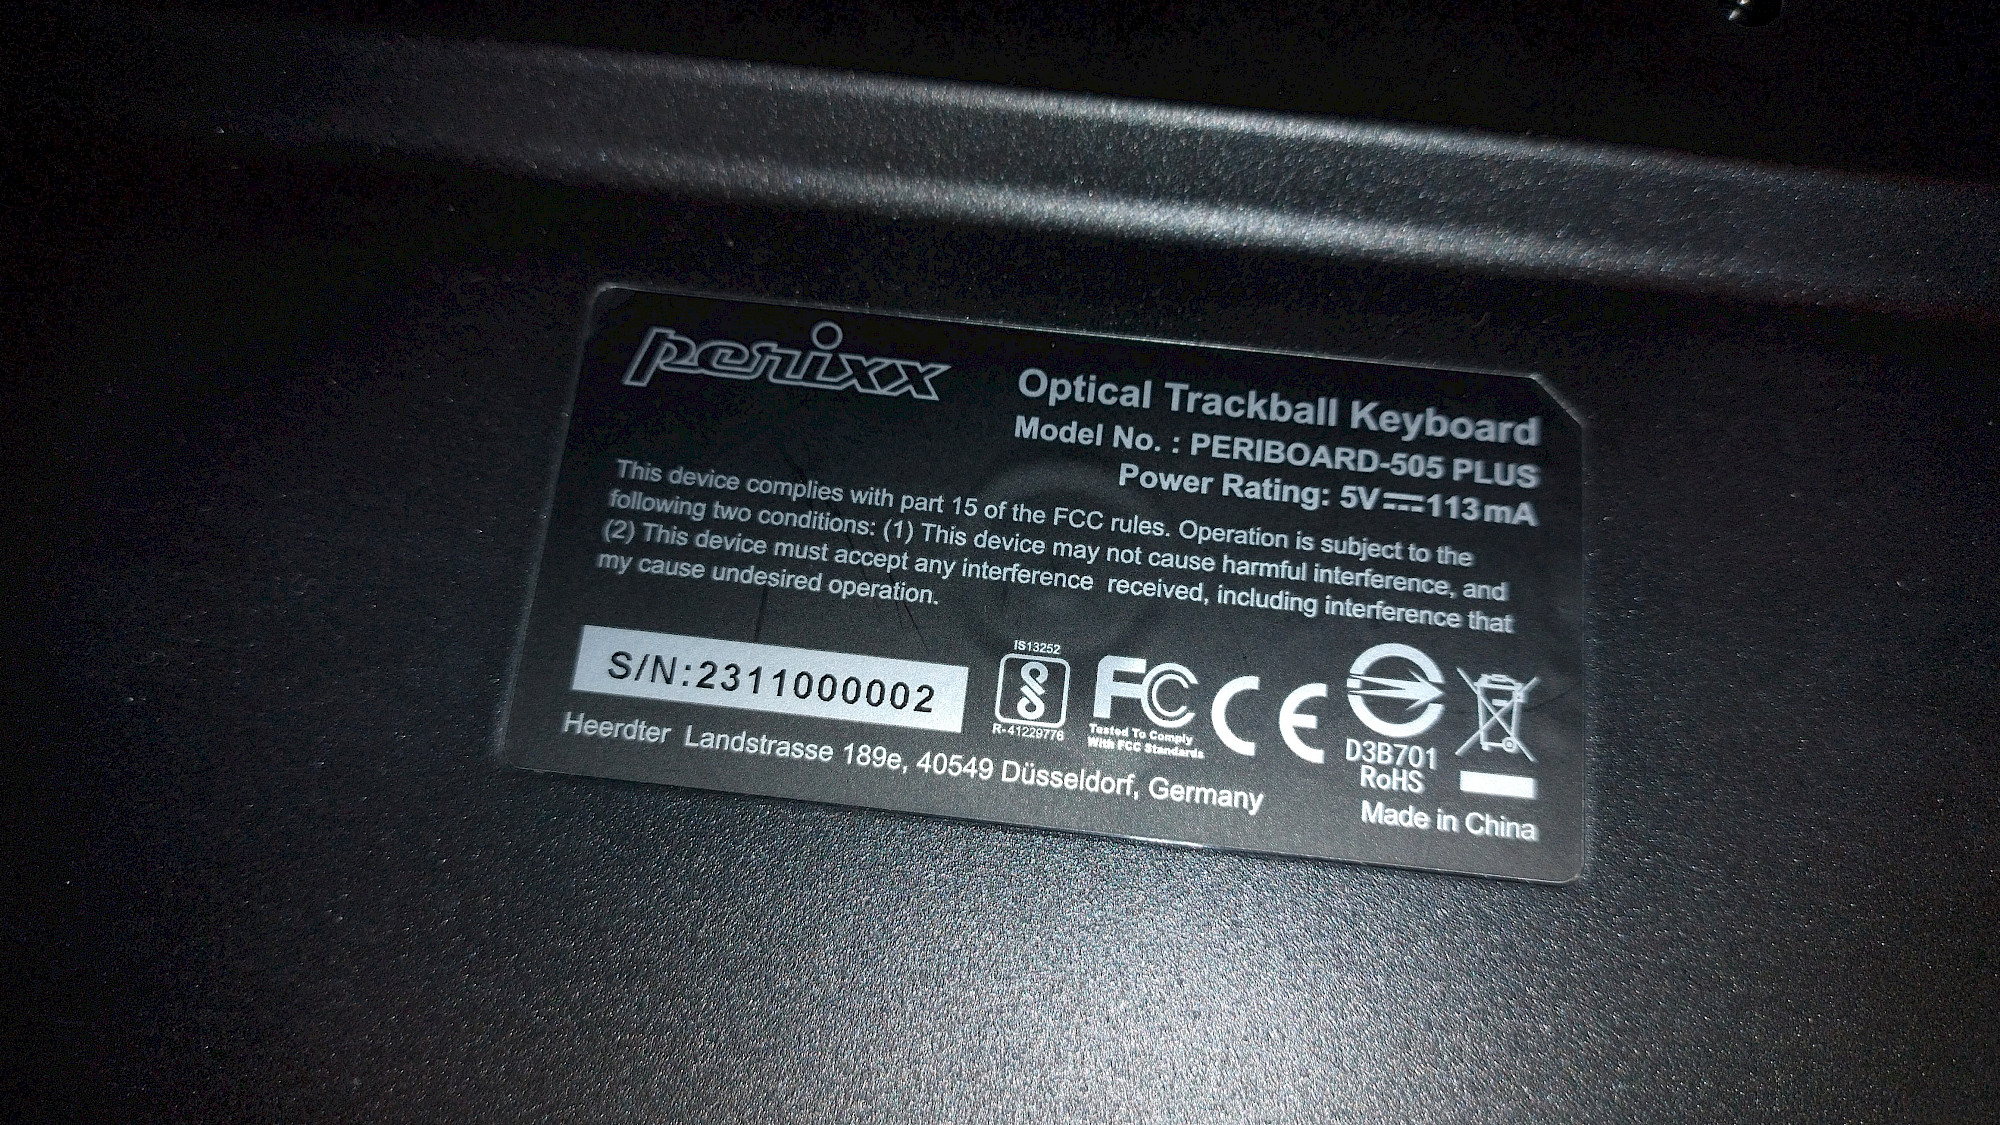 perixx
Optical Trackball Keyboard
Model No. : PERIBOARD-505 PLUS
Power Rating: 5V⎓113mA
This device complies with part 15 of the FCC rules. Operation is subject to the
following two conditions: (1) This device may not cause harmful interference, and
(2) This device must accept any interference received, including interference that
my cause undesired operation.
S/N:2311000002
IS13252
R-41229776
FC
Tested To Comply
With FCC Standards
CE
D3B701
RoHS
Heerdter Landstrasse 189e, 40549 Düsseldorf, Germany
Made in China